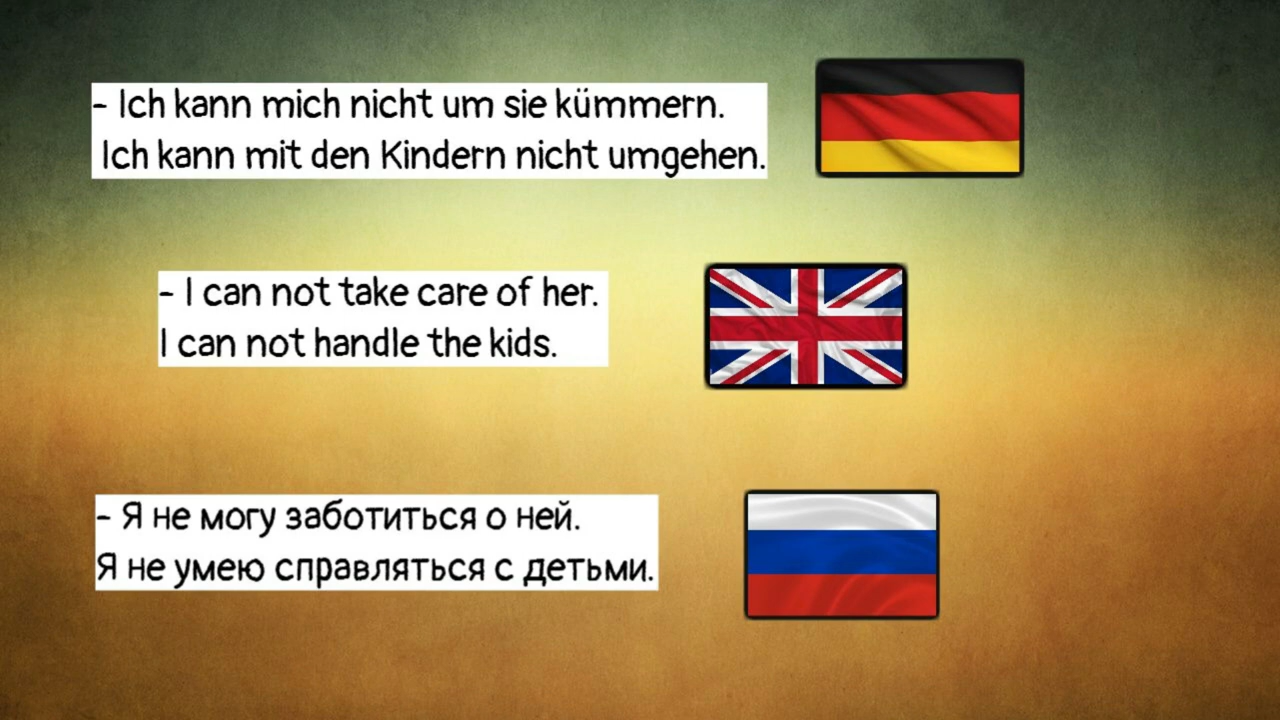 - Ich kann mich nicht um sie kümmern.
Ich kann mit den Kindern nicht umgehen.
- I can not take care of her.
I can not handle the kids.
- Я не могу заботиться о ней.
Я не умею справляться с детьми.